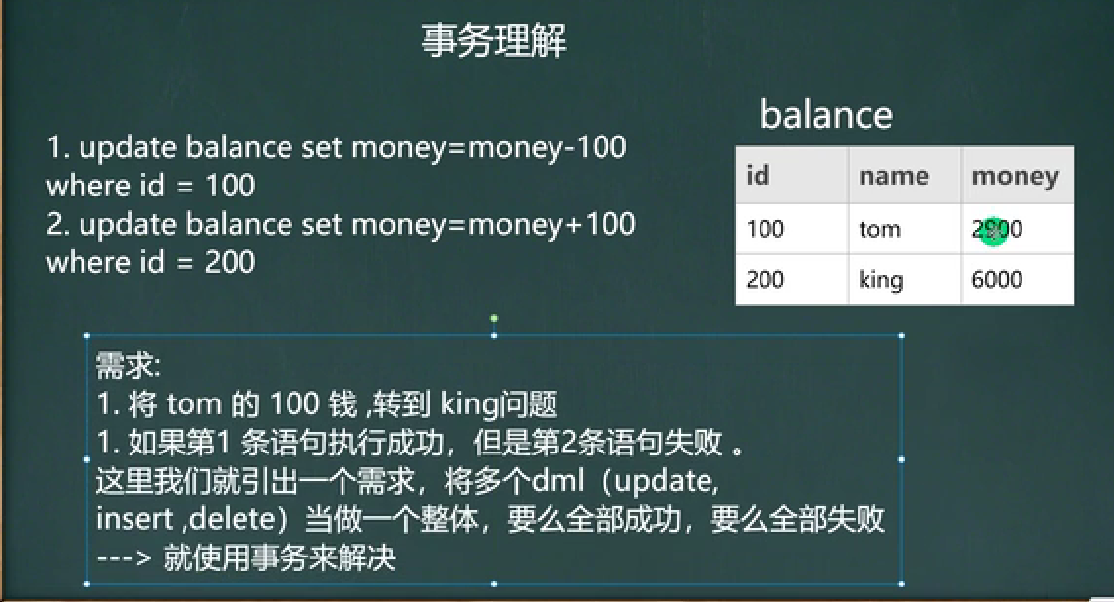 事务理解
1. update balance set money=money-100
where id = 100
2. update balance set money=money+100
where id = 200
balance
id name money
100 tom
200 king 6000
需求:
1. 将 tom 的 100 钱 ,转到 king问题
1. 如果第1 条语句执行成功，但是第2条语句失败 。
这里我们就引出一个需求，将多个dml（update,
insert ,delete）当做一个整体，要么全部成功，要么全部失败
---> 就使用事务来解决